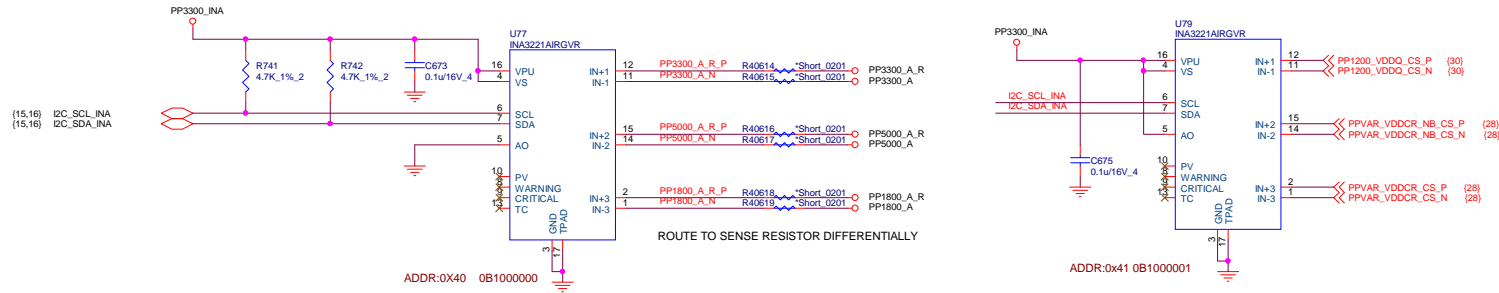 PP3300_INA
R741
4.7K_1%_2
R742
4.7K_1%_2
C673
0.1u/16V_4
{15,16} I2C_SCL_INA
{15,16} I2C_SDA_INA
U77
INA3221AIRGVR
16 VPU
4 VS
6 SCL
7 SDA
5 AO
10 PV
8 WARNING
9 CRITICAL
13 TC
GND
TPAD
3
17
IN+1 12 PP3300_A_R_P R40614 *Short_0201 PP3300_A_R
IN-1 11 PP3300_A_N R40615 *Short_0201 PP3300_A
IN+2 15 PP5000_A_R_P R40616 *Short_0201 PP5000_A_R
IN-2 14 PP5000_A_N R40617 *Short_0201 PP5000_A
IN+3 2 PP1800_A_R_P R40618 *Short_0201 PP1800_A_R
IN-3 1 PP1800_A_N R40619 *Short_0201 PP1800_A
ROUTE TO SENSE RESISTOR DIFFERENTIALLY
ADDR:0X40 0B1000000
PP3300_INA
U79
INA3221AIRGVR
I2C_SCL_INA
I2C_SDA_INA
C675
0.1u/16V_4
16 VPU
4 VS
6 SCL
7 SDA
5 AO
10 PV
8 WARNING
9 CRITICAL
13 TC
GND
TPAD
3
17
IN+1 12 PP1200_VDDQ_CS_P {30}
IN-1 11 PP1200_VDDQ_CS_N {30}
IN+2 15 PPVAR_VDDCR_NB_CS_P {28}
IN-2 14 PPVAR_VDDCR_NB_CS_N {28}
IN+3 2 PPVAR_VDDCR_CS_P {28}
IN-3 1 PPVAR_VDDCR_CS_N {28}
ADDR:0x41 0B1000001